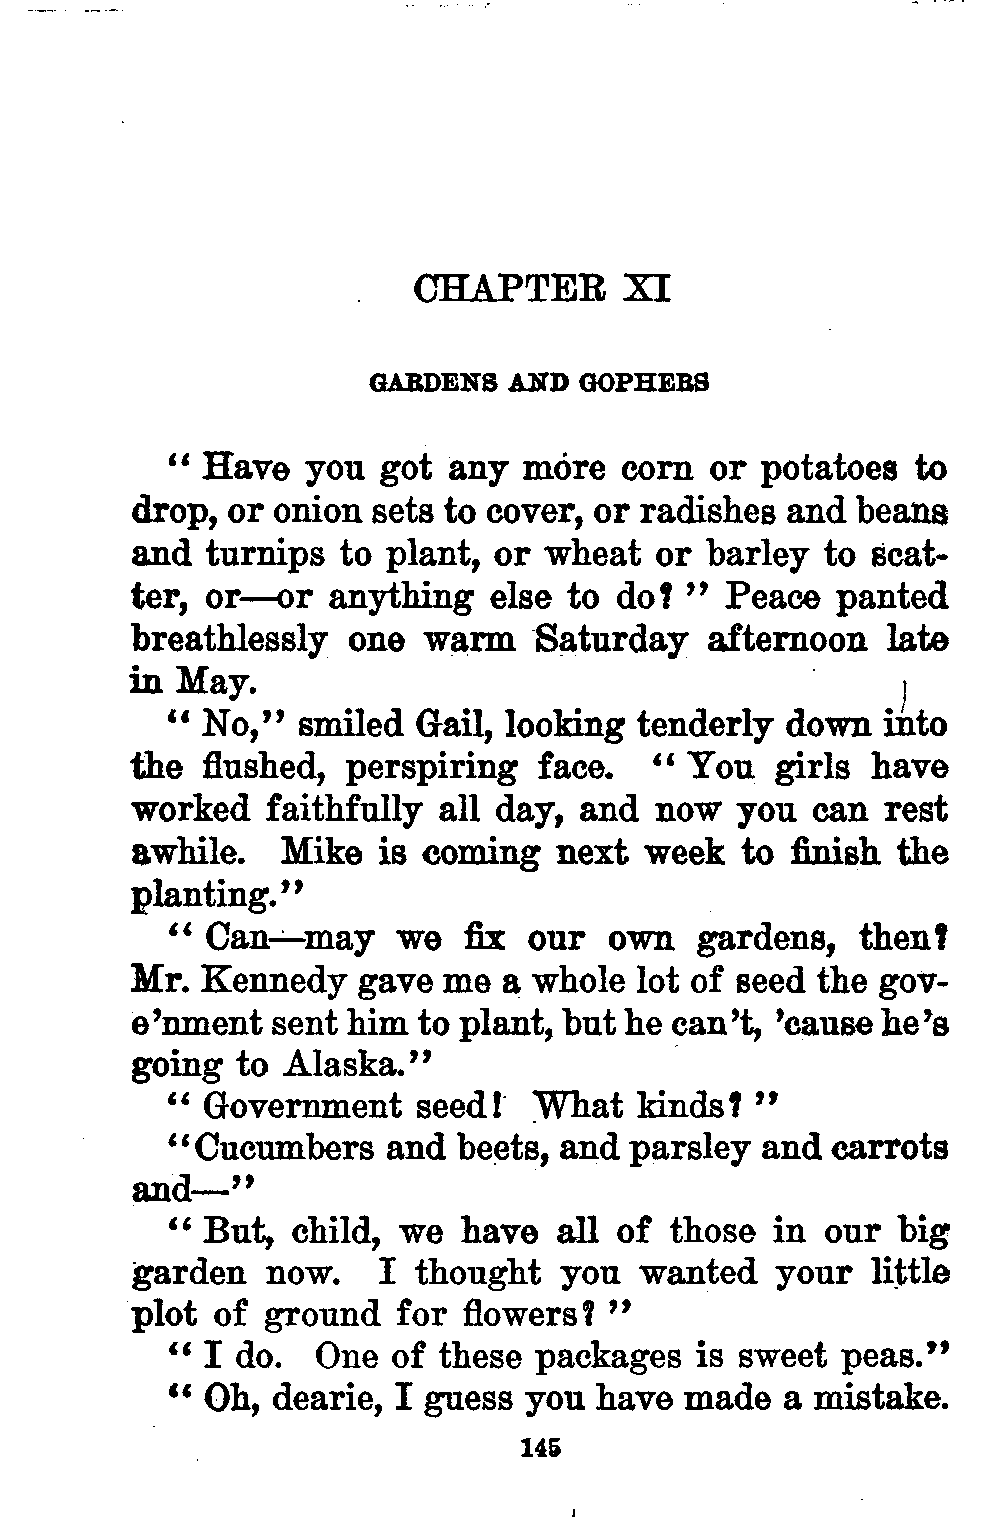 CHAPTER XI
GARDENS AND GOPHERS
“ Have you got any more corn or potatoes to
drop, or onion sets to cover, or radishes and beans
and turnips to plant, or wheat or barley to scat-
ter, or—or anything else to do? ” Peace panted
breathlessly one warm Saturday afternoon late
in May.
“ No,” smiled Gail, looking tenderly down into
the flushed, perspiring face. “ You girls have
worked faithfully all day, and now you can rest
awhile. Mike is coming next week to finish the
planting.”
“ Can—may we fix our own gardens, then?
Mr. Kennedy gave me a whole lot of seed the gov-
e’nment sent him to plant, but he can’t, ’cause he’s
going to Alaska.”
“ Government seed! What kinds? ”
“Cucumbers and beets, and parsley and carrots
and—”
“ But, child, we have all of those in our big
garden now. I thought you wanted your little
plot of ground for flowers? ”
“ I do. One of these packages is sweet peas.”
“ Oh, dearie, I guess you have made a mistake.
145